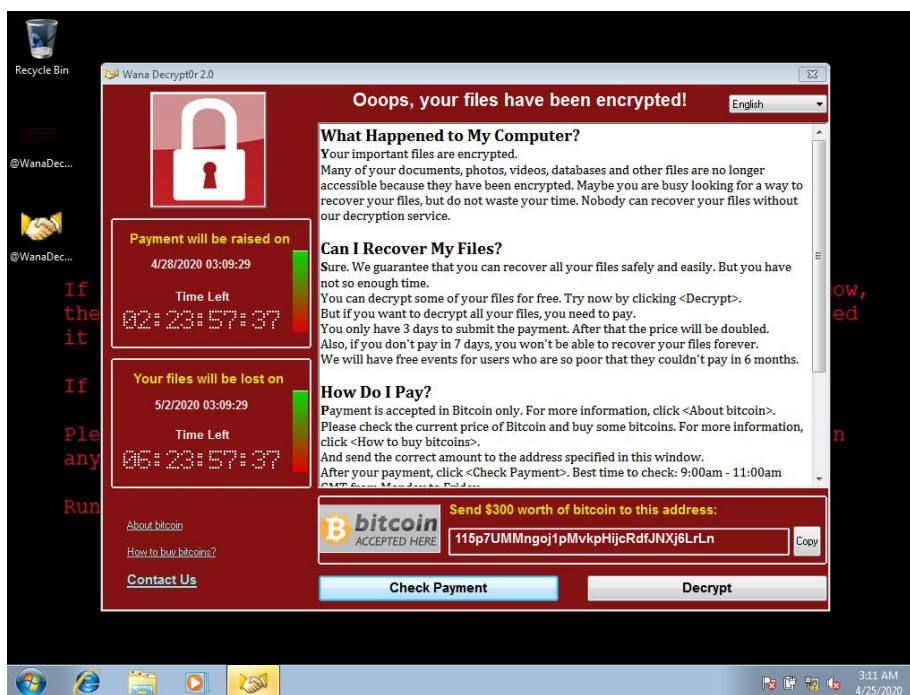 Recycle Bin
Wana Decrypt0r 2.0
Ooops, your files have been encrypted!
English
What Happened to My Computer?
Your important files are encrypted.
Many of your documents, photos, videos, databases and other files are no longer
accessible because they have been encrypted. Maybe you are busy looking for a way to
recover your files, but do not waste your time. Nobody can recover your files without
our decryption service.
Can I Recover My Files?
Sure. We guarantee that you can recover all your files safely and easily. But you have
not so enough time.
You can decrypt some of your files for free. Try now by clicking <Decrypt>.
But if you want to decrypt all your files, you need to pay.
You only have 3 days to submit the payment. After that the price will be doubled.
Also, if you don't pay in 7 days, you won't be able to recover your files forever.
We will have free events for users who are so poor that they couldn't pay in 6 months.
How Do I Pay?
Payment is accepted in Bitcoin only. For more information, click <About bitcoin>.
Please check the current price of Bitcoin and buy some bitcoins. For more information,
click <How to buy bitcoins>.
And send the correct amount to the address specified in this window.
After your payment, click <Check Payment>. Best time to check: 9:00am - 11:00am
GMT from Monday to Friday.
@WanaDec...
@WanaDec...
Payment will be raised on
4/28/2020 03:09:29
Time Left
02:23:57:37
Your files will be lost on
5/2/2020 03:09:29
Time Left
06:23:57:37
If
the
it
If
Ple
any
Run
ow,
ed
n
About bitcoin
How to buy bitcoins?
Contact Us
bitcoin
ACCEPTED HERE
Send $300 worth of bitcoin to this address:
115p7UMMngoj1pMvkpHijcRdfJNXj6LrLn
Copy
Check Payment
Decrypt
3:11 AM
4/25/2020